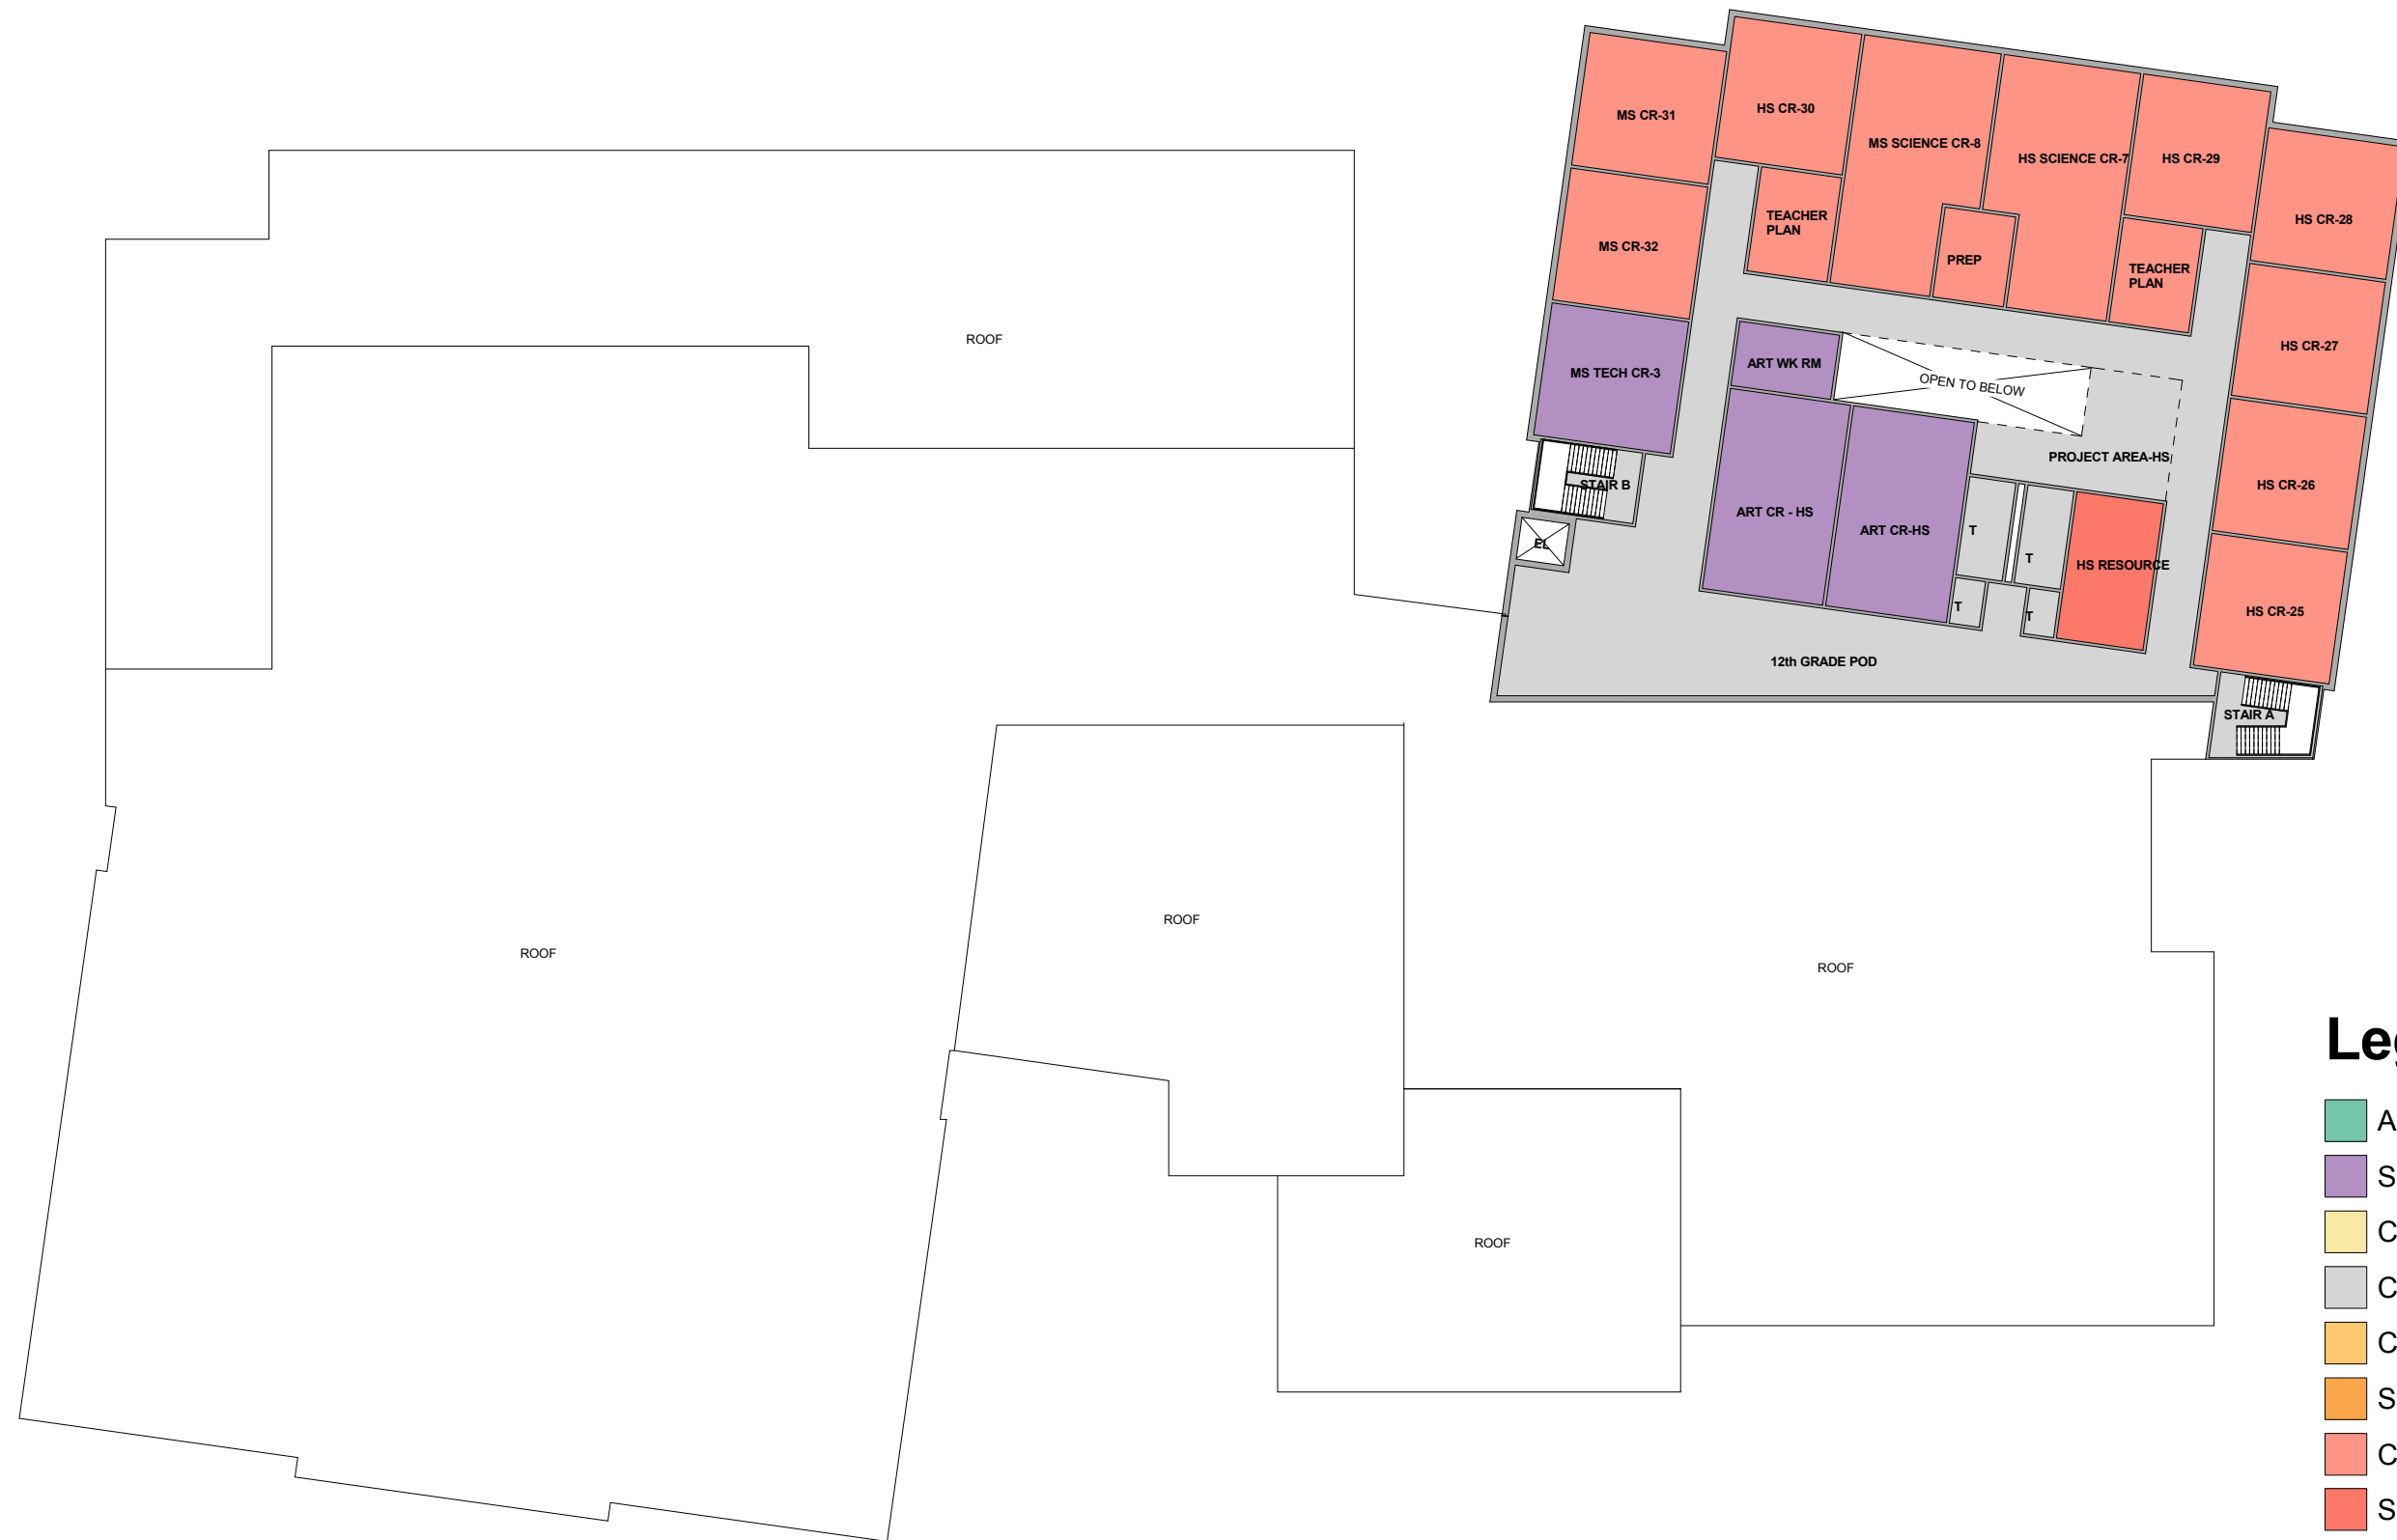 MS CR-31
HS CR-30
MS SCIENCE CR-8
HS SCIENCE CR-7
HS CR-29
HS CR-28
TEACHER
PLAN
MS CR-32
PREP
TEACHER
PLAN
ROOF
HS CR-27
ART WK RM
MS TECH CR-3
OPEN TO BELOW
PROJECT AREA-HS
STAIR B
HS CR-26
ART CR - HS
ART CR-HS
T
EL
T
HS RESOURCE
T
T
HS CR-25
12th GRADE POD
STAIR A
ROOF
ROOF
ROOF
ROOF
Leg
A
S
C
C
C
S
C
S